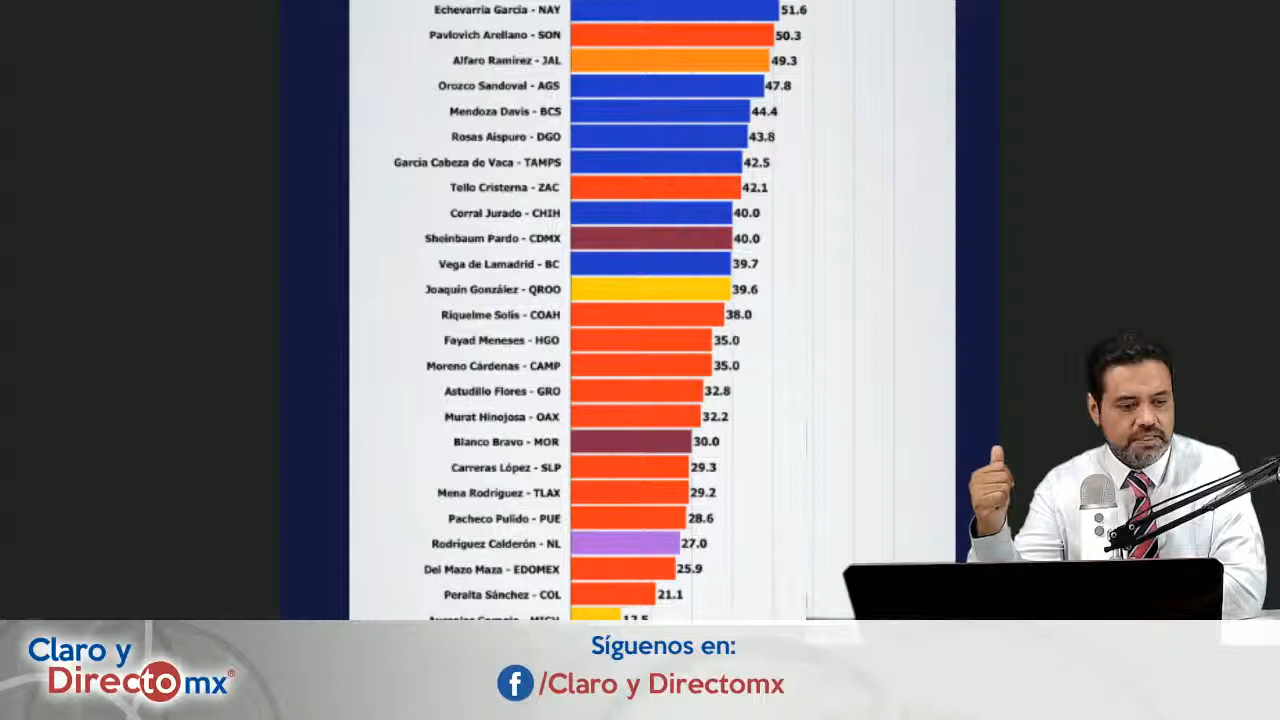 Echevarría García - NAY 51.6
Pavlovich Arellano - SON 50.3
Alfaro Ramírez - JAL 49.3
Orozco Sandoval - AGS 47.8
Mendoza Davis - BCS 44.4
Rosas Aispuro - DGO 43.8
García Cabeza de Vaca - TAMPS 42.5
Tello Cristerna - ZAC 42.1
Corral Jurado - CHIH 40.0
Sheinbaum Pardo - CDMX 40.0
Vega de Lamadrid - BC 39.7
Joaquín González - QROO 39.6
Riquelme Solís - COAH 38.0
Fayad Meneses - HGO 35.0
Moreno Cárdenas - CAMP 35.0
Astudillo Flores - GRO 32.8
Murat Hinojosa - OAX 32.2
Blanco Bravo - MOR 30.0
Carreras López - SLP 29.3
Mena Rodríguez - TLAX 29.2
Pacheco Pulido - PUE 28.6
Rodríguez Calderón - NL 27.0
Del Mazo Maza - EDOMEX 25.9
Peralta Sánchez - COL 21.1
Claro y
Directo mx®
Síguenos en:
f /Claro y Directomx